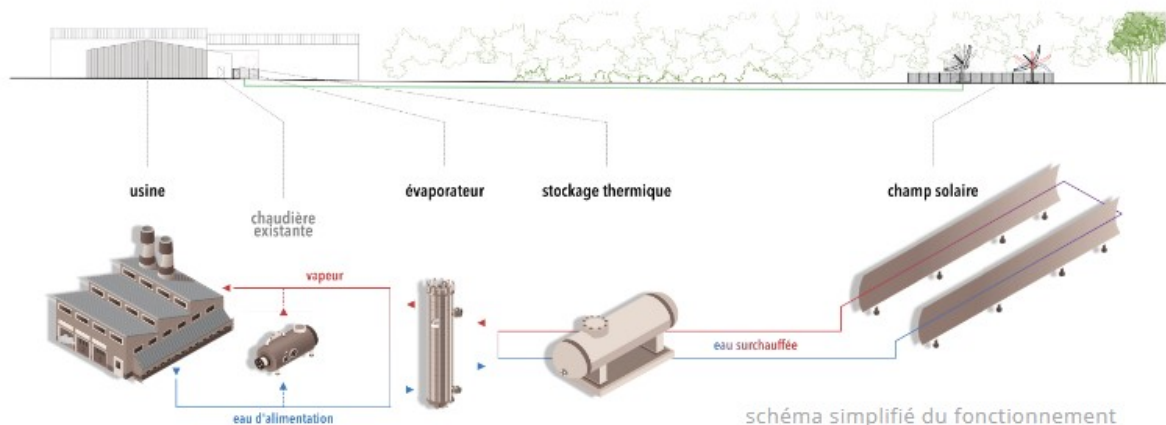 usine
chaudière
existante
évaporateur
stockage thermique
champ solaire
vapeur
eau surchauffée
eau d'alimentation
schéma simplifié du fonctionnement